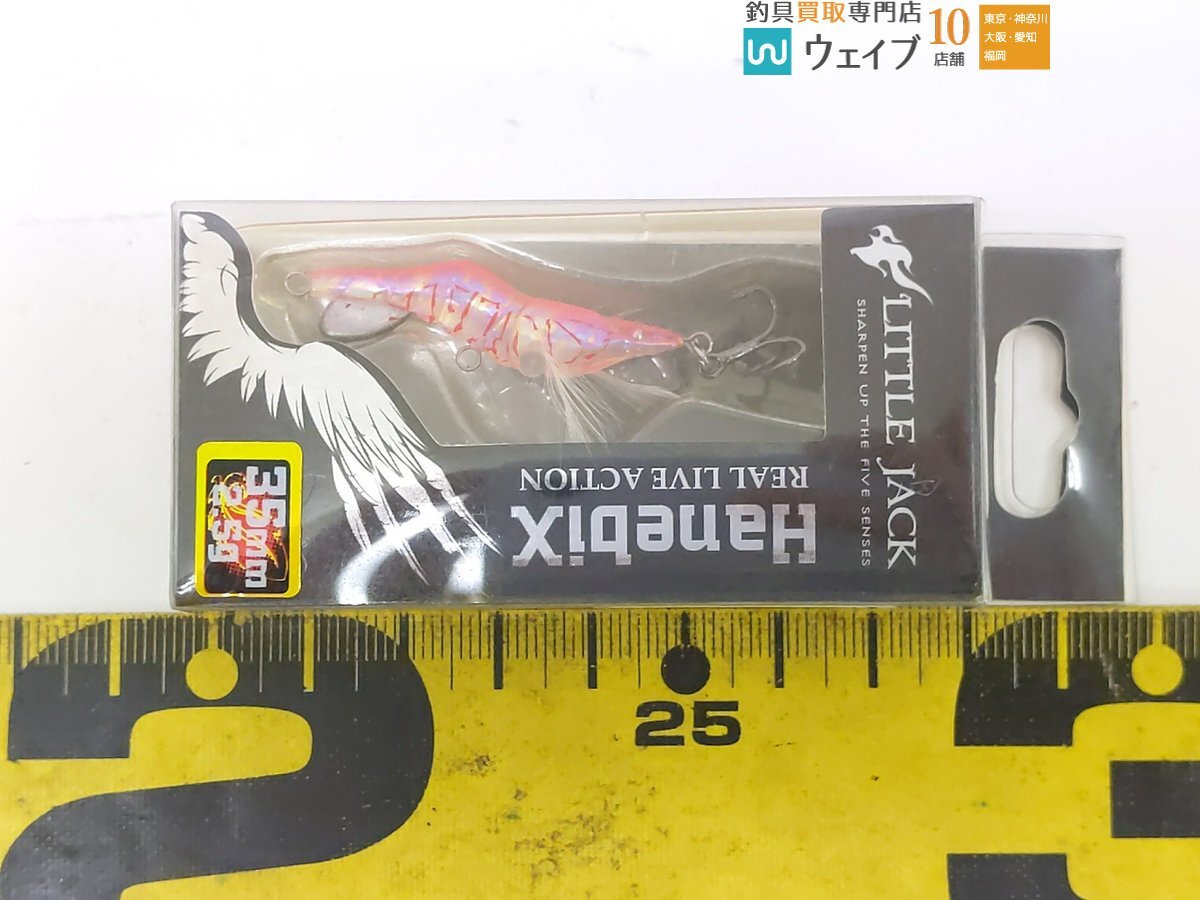 釣具買取専門店
ウェイブ
10
店舗
東京・神奈川
大阪・愛知
福岡
LITTLE JACK
SHARPEN UP THE FIVE SENSES
REAL LIVE ACTION
HanebiX
35mm
2.5g
2
25
3